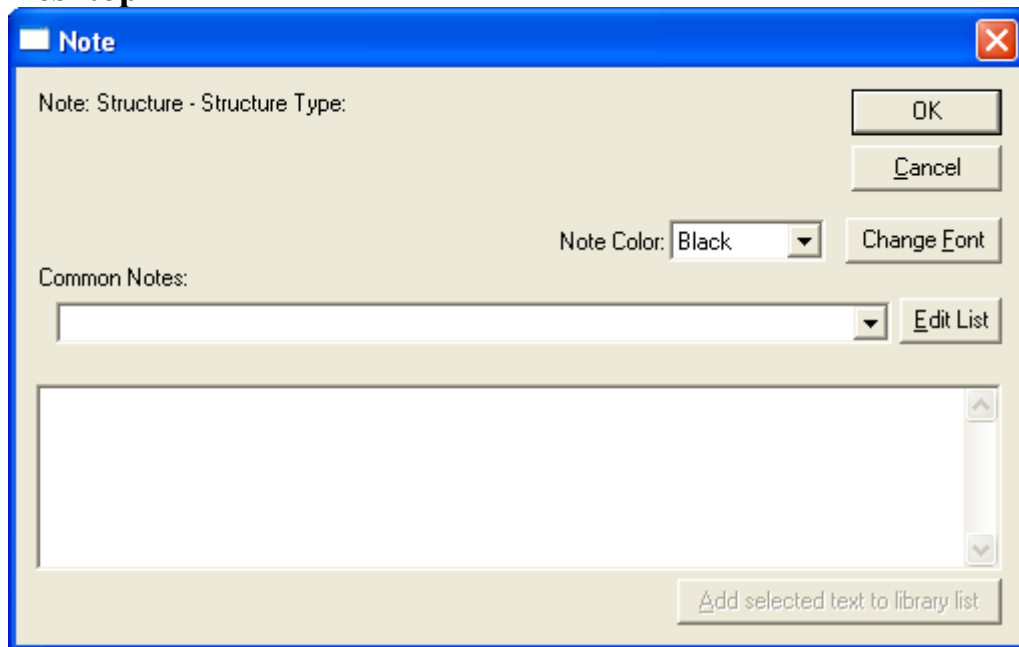 Note
Note: Structure - Structure Type:
OK
Cancel
Note Color: Black
Change Font
Common Notes:
Edit List
Add selected text to library list